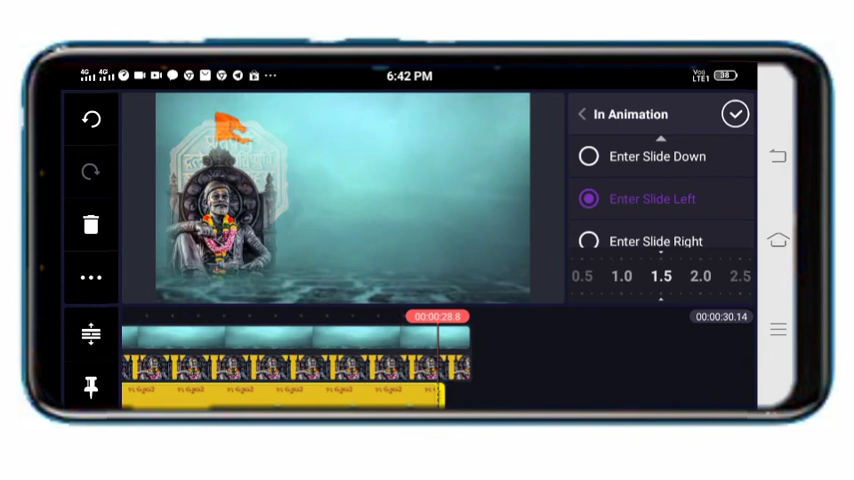 4G 4G
6:42 PM
Voo
LTE1
38
In Animation
Enter Slide Down
Enter Slide Left
Enter Slide Right
0.5 1.0 1.5 2.0 2.5
00:00:28.8
00:00:30.14